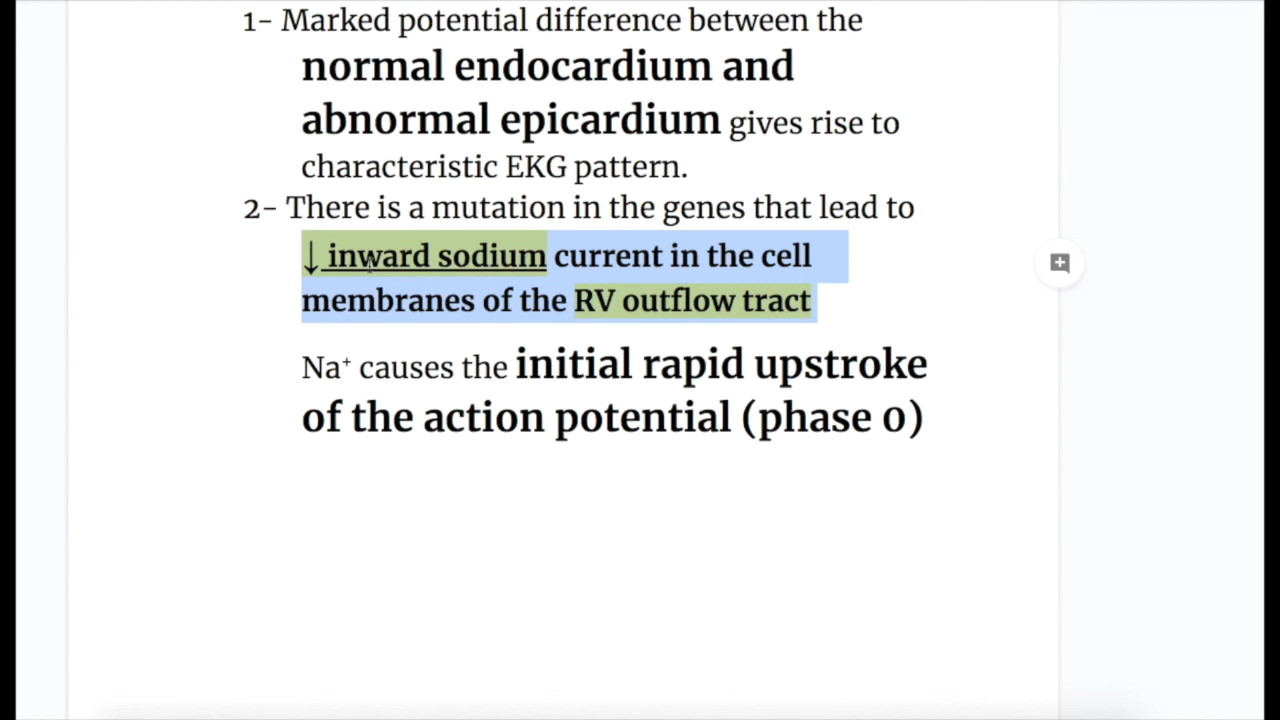 1- Marked potential difference between the
normal endocardium and
abnormal epicardium gives rise to
characteristic EKG pattern.
2- There is a mutation in the genes that lead to
↓ inward sodium current in the cell
membranes of the RV outflow tract
Na⁺ causes the initial rapid upstroke
of the action potential (phase 0)